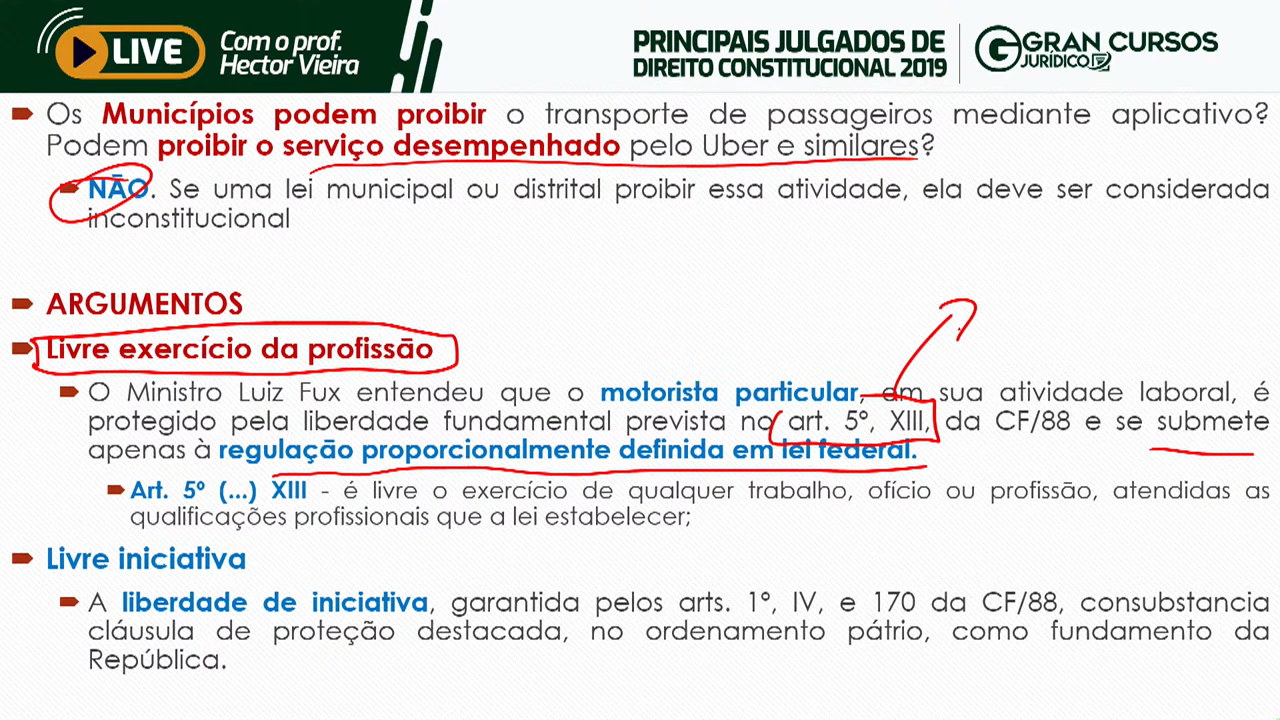 LIVE
Com o prof.
Hector Vieira
PRINCIPAIS JULGADOS DE
DIREITO CONSTITUCIONAL 2019
GRAN CURSOS
JURÍDICO
Os Municípios podem proibir o transporte de passageiros mediante aplicativo?
Podem proibir o serviço desempenhado pelo Uber e similares?
NÃO. Se uma lei municipal ou distrital proibir essa atividade, ela deve ser considerada
inconstitucional
ARGUMENTOS
Livre exercício da profissão
O Ministro Luiz Fux entendeu que o motorista particular, em sua atividade laboral, é
protegido pela liberdade fundamental prevista no art. 5º, XIII, da CF/88 e se submete
apenas à regulação proporcionalmente definida em lei federal.
Art. 5º (...) XIII - é livre o exercício de qualquer trabalho, ofício ou profissão, atendidas as
qualificações profissionais que a lei estabelecer;
Livre iniciativa
A liberdade de iniciativa, garantida pelos arts. 1º, IV, e 170 da CF/88, consubstancia
cláusula de proteção destacada, no ordenamento pátrio, como fundamento da
República.